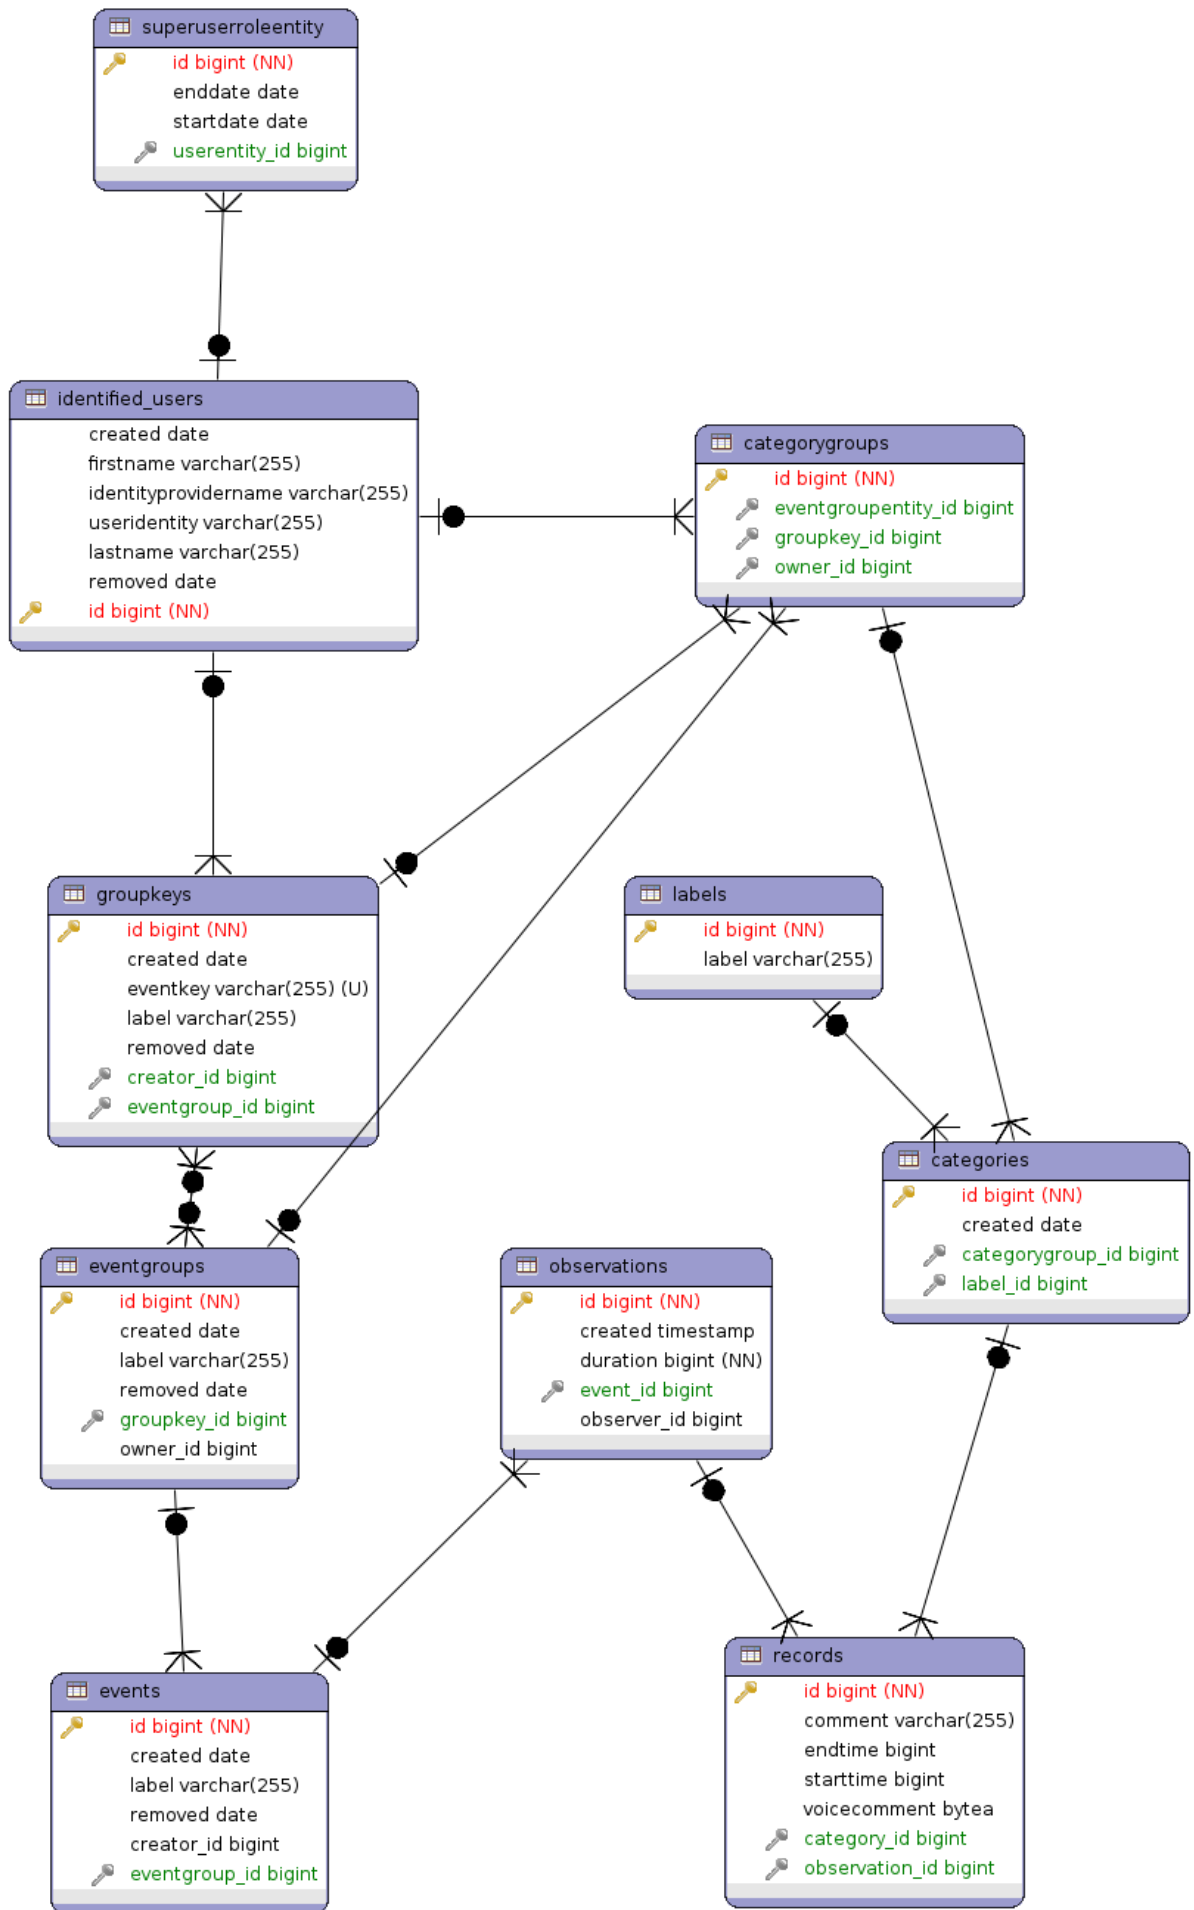 superuserroleentity
id bigint (NN)
enddate date
startdate date
userentity_id bigint
identified_users
created date
firstname varchar(255)
identityprovidername varchar(255)
useridentity varchar(255)
lastname varchar(255)
removed date
id bigint (NN)
categorygroups
id bigint (NN)
eventgroupentity_id bigint
groupkey_id bigint
owner_id bigint
groupkeys
id bigint (NN)
created date
eventkey varchar(255) (U)
label varchar(255)
removed date
creator_id bigint
eventgroup_id bigint
labels
id bigint (NN)
label varchar(255)
categories
id bigint (NN)
created date
categorygroup_id bigint
label_id bigint
eventgroups
id bigint (NN)
created date
label varchar(255)
removed date
groupkey_id bigint
owner_id bigint
observations
id bigint (NN)
created timestamp
duration bigint (NN)
event_id bigint
observer_id bigint
events
id bigint (NN)
created date
label varchar(255)
removed date
creator_id bigint
eventgroup_id bigint
records
id bigint (NN)
comment varchar(255)
endtime bigint
starttime bigint
voicecomment bytea
category_id bigint
observation_id bigint